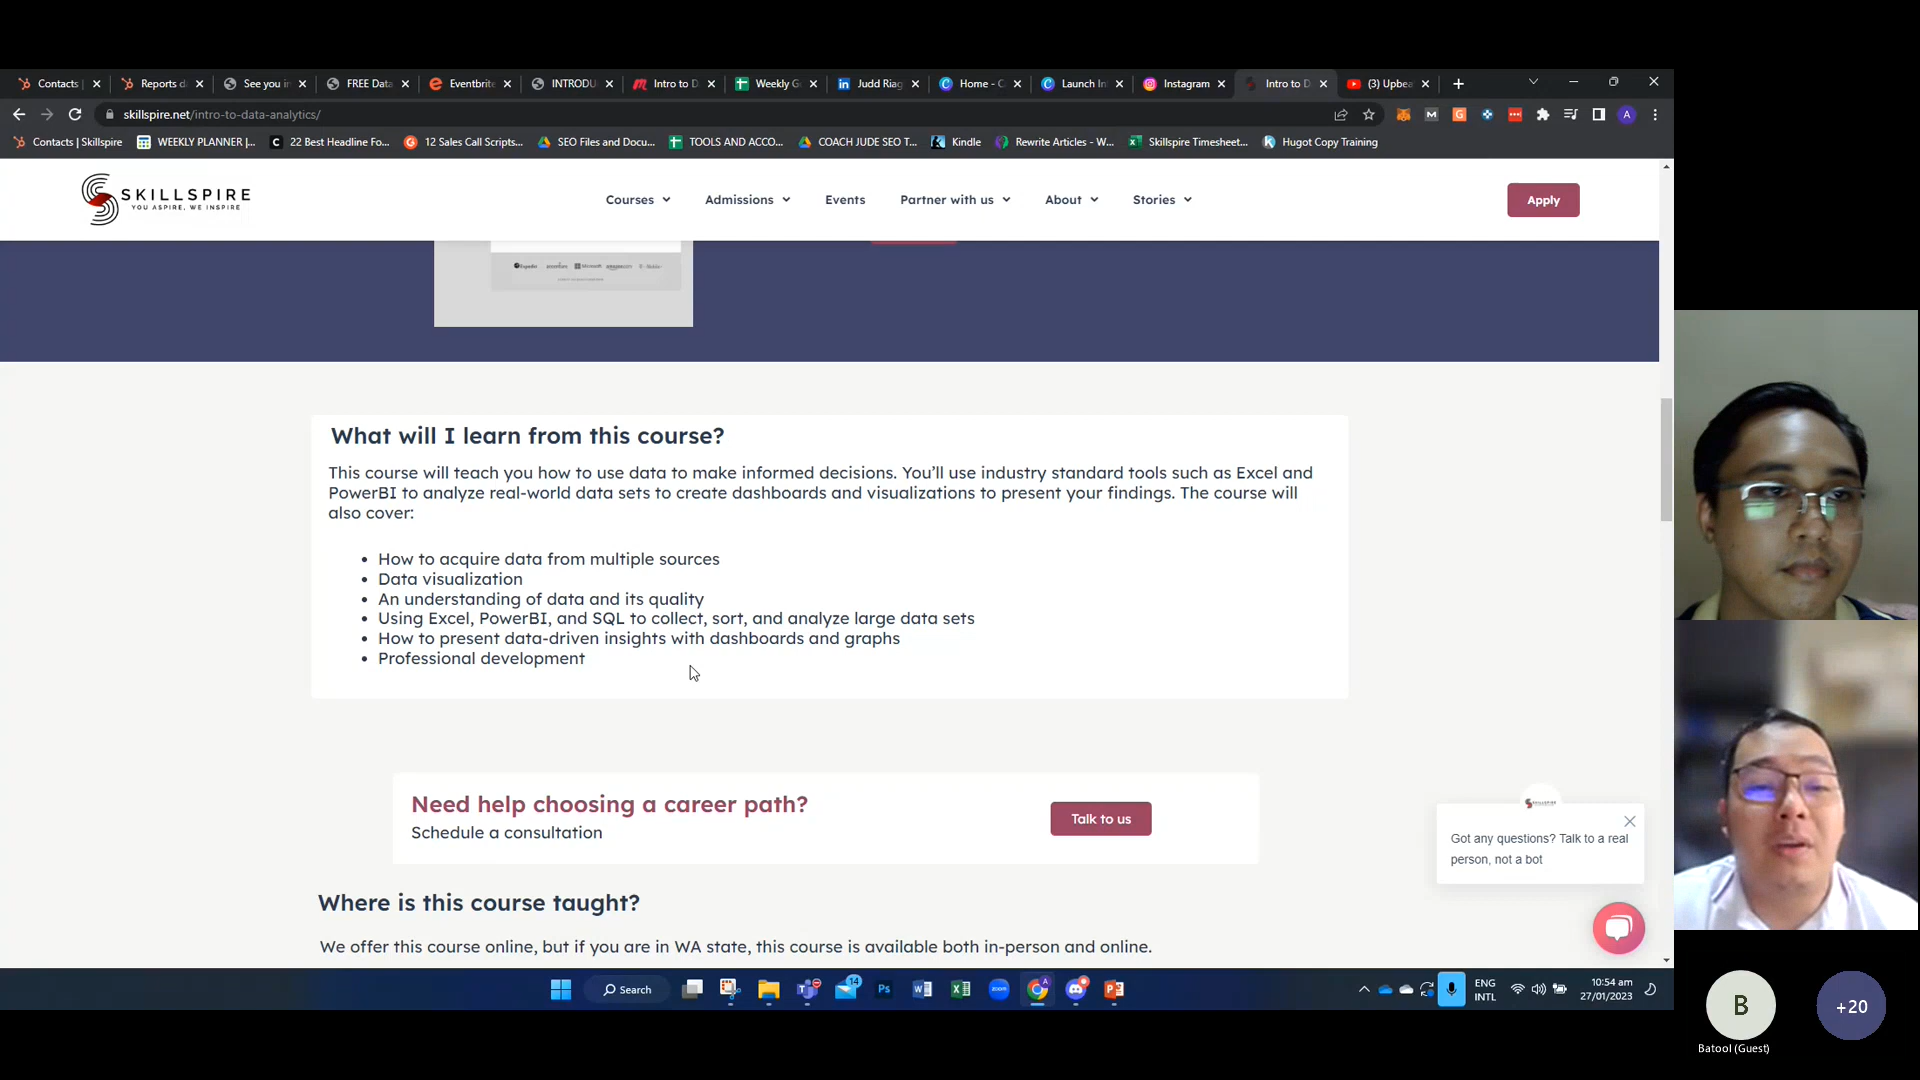 Contacts |
Reports d
See you i
FREE Data
Eventbrite
INTRODU
Intro to D
Weekly G
Judd Riag
Home - C
Launch In
Instagram
Intro to D
(3) Upbea
skillspire.net/intro-to-data-analytics/
A
Contacts | Skillspire
WEEKLY PLANNER |...
22 Best Headline Fo...
12 Sales Call Scripts...
SEO Files and Docu...
TOOLS AND ACCO...
COACH JUDE SEO T...
Kindle
Rewrite Articles - W...
Skillspire Timesheet...
Hugot Copy Training
SKILLSPIRE
YOU ASPIRE, WE INSPIRE
Courses
Admissions
Events
Partner with us
About
Stories
Apply
Expedia
accenture
Microsoft
amazon.com
T-Mobile
What will I learn from this course?
This course will teach you how to use data to make informed decisions. You’ll use industry standard tools such as Excel and
PowerBI to analyze real-world data sets to create dashboards and visualizations to present your findings. The course will
also cover:
• How to acquire data from multiple sources
• Data visualization
• An understanding of data and its quality
• Using Excel, PowerBI, and SQL to collect, sort, and analyze large data sets
• How to present data-driven insights with dashboards and graphs
• Professional development
Need help choosing a career path?
Schedule a consultation
Talk to us
SKILLSPIRE
Got any questions? Talk to a real
person, not a bot
Where is this course taught?
We offer this course online, but if you are in WA state, this course is available both in-person and online.
Search
14
Ps
zoom
ENG
INTL
10:54 am
27/01/2023
B
Batool (Guest)
+20